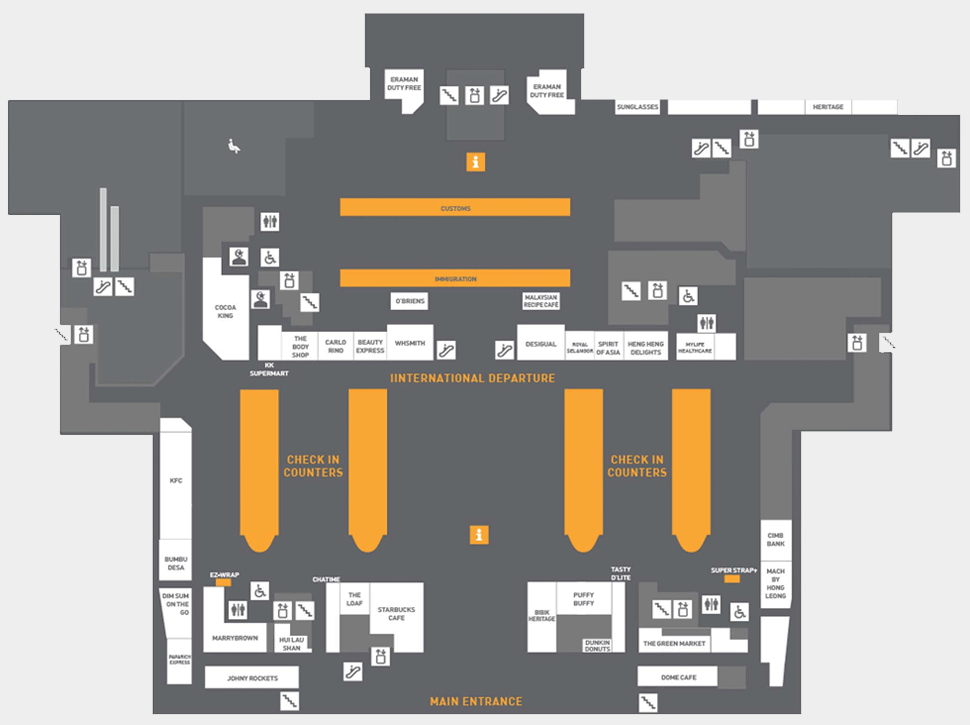 ERAMAN
DUTY FREE
ERAMAN
DUTY FREE
SUNGLASSES
HERITAGE
CUSTOMS
IMMIGRATION
O'BRIENS
MALAYSIAN
RECIPE CAFÉ
COCOA
KING
THE
BODY
SHOP
CARLO
RINO
BEAUTY
EXPRESS
WHSMITH
DESIGUAL
ROYAL
SELANGOR
SPIRIT
OF ASIA
HENG HENG
DELIGHTS
MYLIFE
HEALTHCARE
KK
SUPERMART
IINTERNATIONAL DEPARTURE
CHECK IN
COUNTERS
CHECK IN
COUNTERS
KFC
BUMBU
DESA
CIMB
BANK
MACH
BY
HONG
LEONG
EZ-WRAP
CHATIME
TASTY
D'LITE
SUPER STRAP+
DIM SUM
ON THE
GO
THE
LOAF
STARBUCKS
CAFE
BIBIK
HERITAGE
PUFFY
BUFFY
MARRYBROWN
HUI LAU
SHAN
DUNKIN
DONUTS
THE GREEN MARKET
PAPARICH
EXPRESS
JOHNY ROCKETS
DOME CAFE
MAIN ENTRANCE